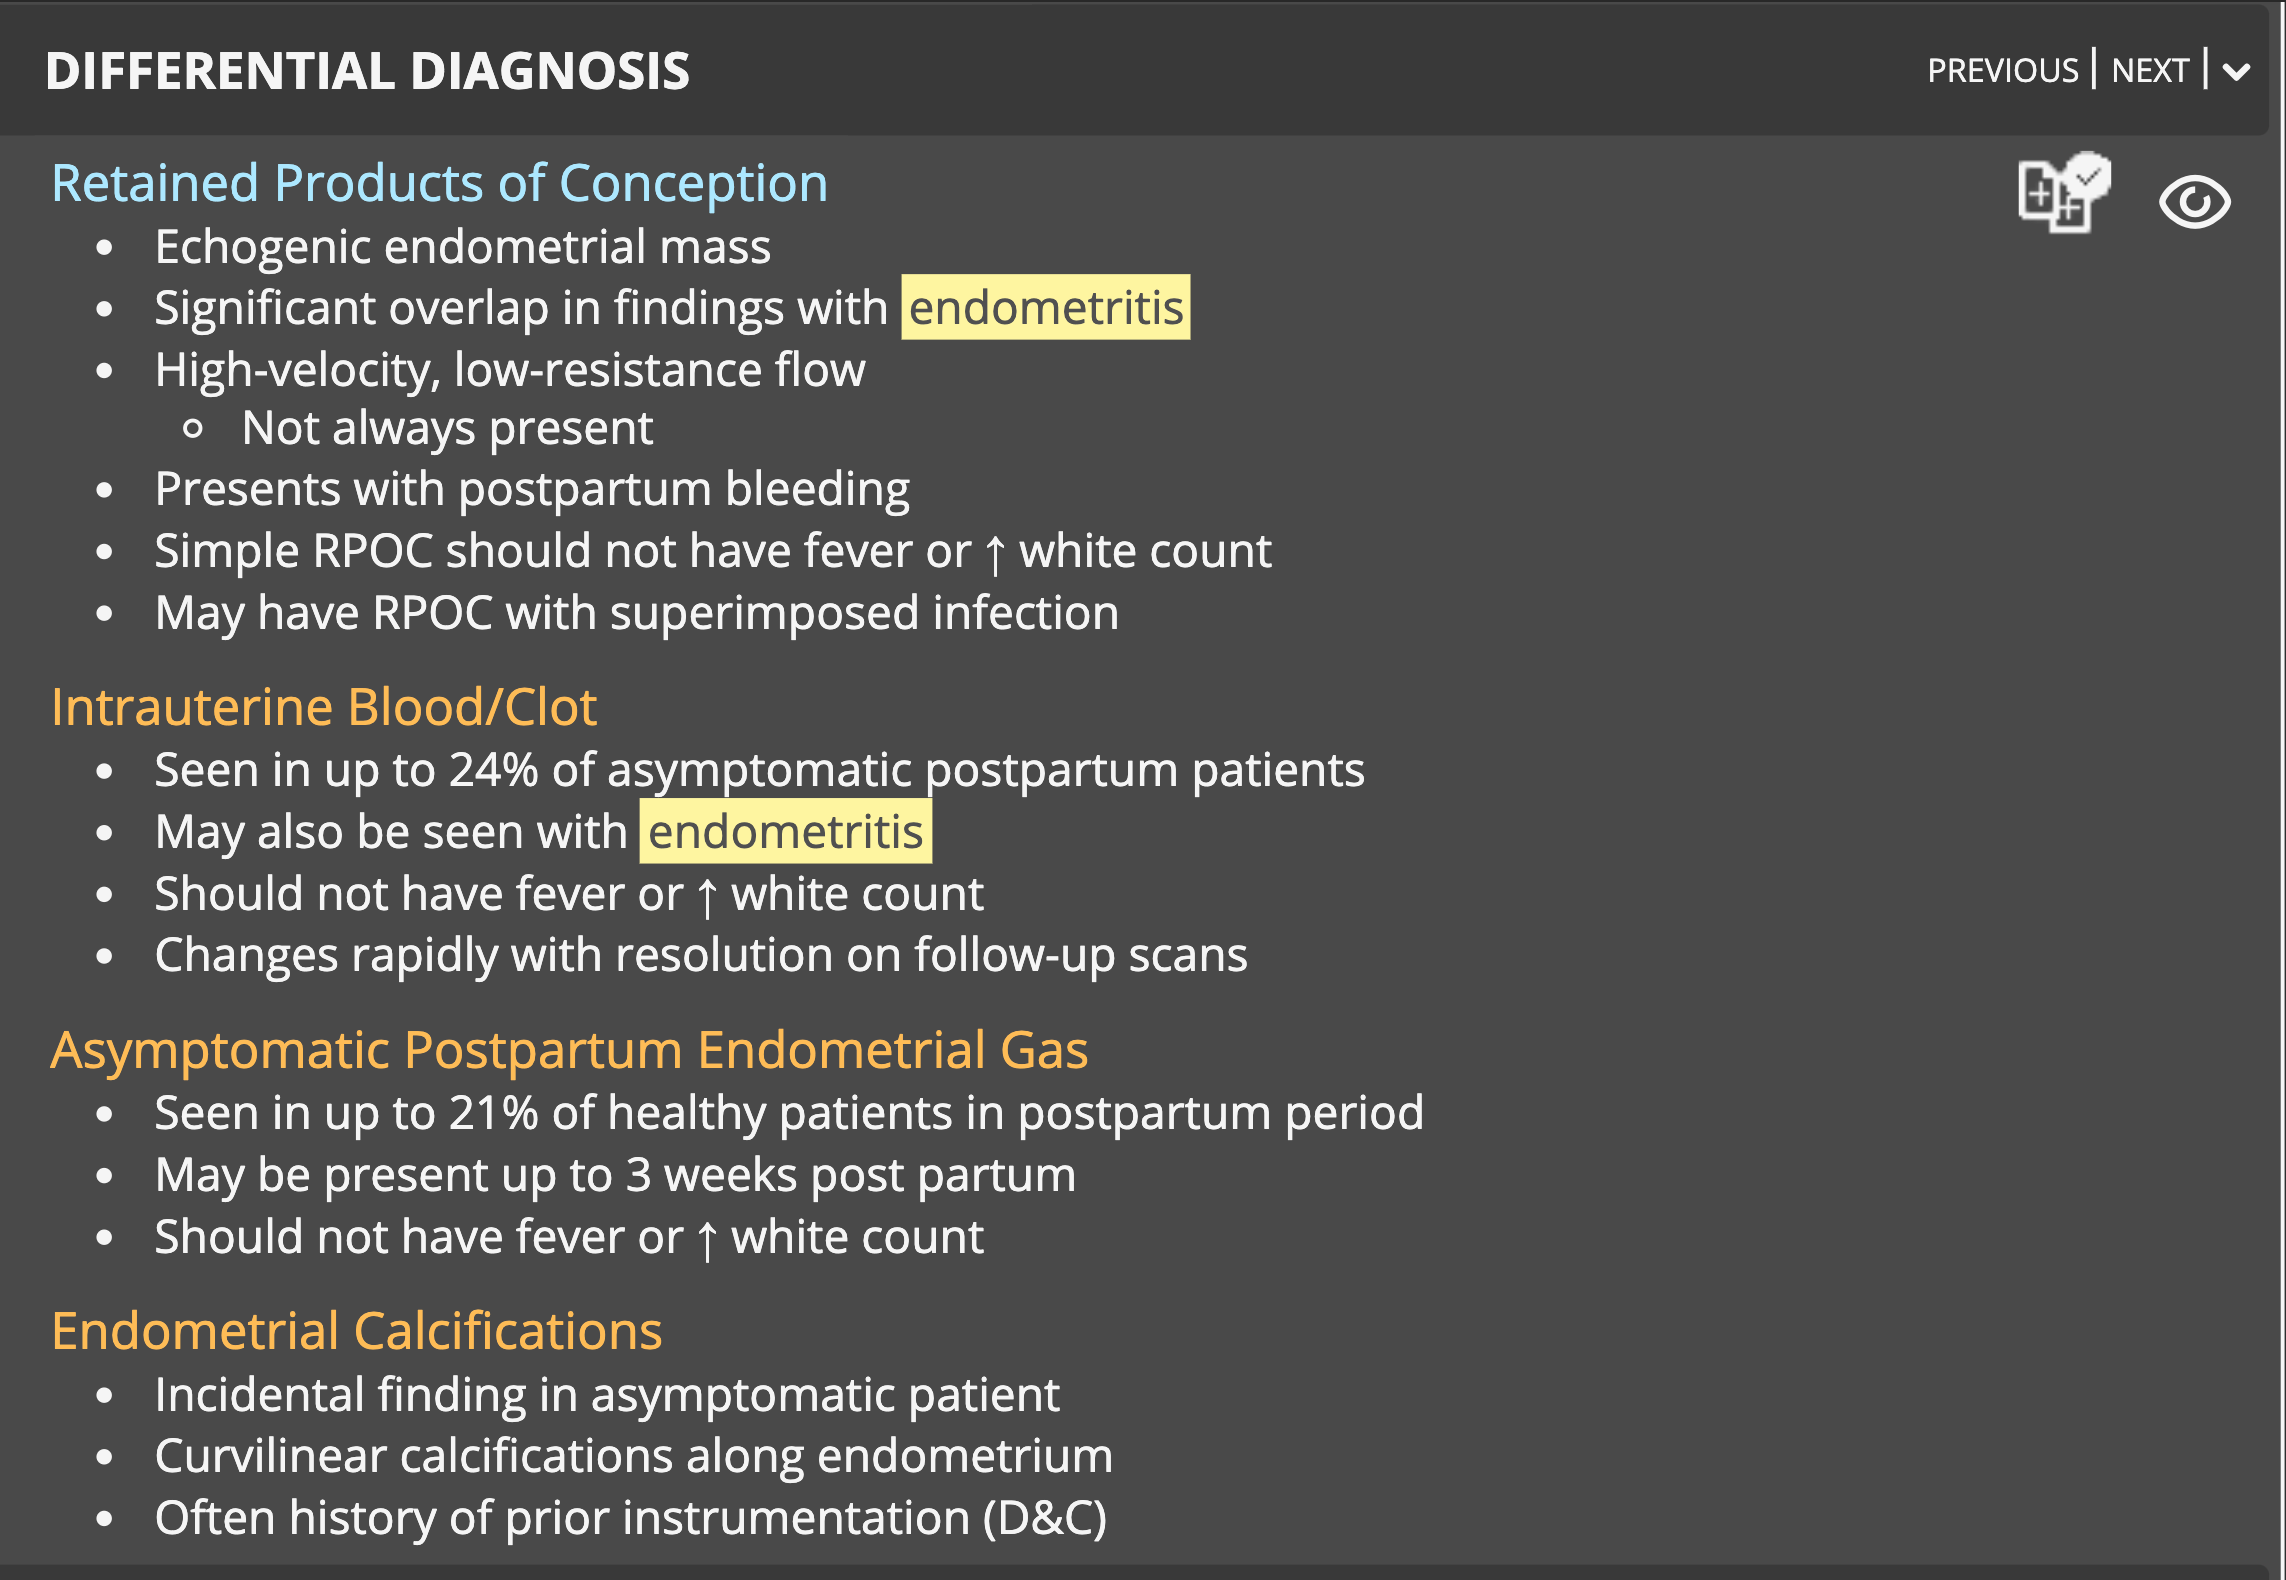 DIFFERENTIAL DIAGNOSIS
PREVIOUS | NEXT |
Retained Products of Conception
• Echogenic endometrial mass
• Significant overlap in findings with endometritis
• High-velocity, low-resistance flow
◦ Not always present
• Presents with postpartum bleeding
• Simple RPOC should not have fever or ↑ white count
• May have RPOC with superimposed infection
Intrauterine Blood/Clot
• Seen in up to 24% of asymptomatic postpartum patients
• May also be seen with endometritis
• Should not have fever or ↑ white count
• Changes rapidly with resolution on follow-up scans
Asymptomatic Postpartum Endometrial Gas
• Seen in up to 21% of healthy patients in postpartum period
• May be present up to 3 weeks post partum
• Should not have fever or ↑ white count
Endometrial Calcifications
• Incidental finding in asymptomatic patient
• Curvilinear calcifications along endometrium
• Often history of prior instrumentation (D&C)